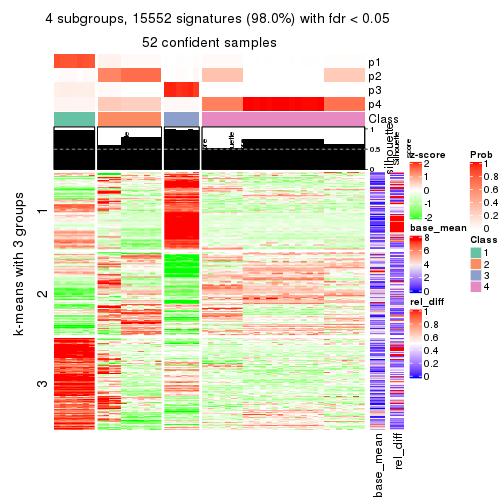 4 subgroups, 15552 signatures (98.0%) with fdr < 0.05
52 confident samples
p1
p2
p3
p4
Class
1
0.5
0
silhouette
Silhouette
k-means with 3 groups
1
2
3
base_mean
rel_diff
z-score
2
1
0
-1
-2
base_mean
8
6
4
2
0
rel_diff
1
0.8
0.6
0.4
0.2
0
Prob
1
0.8
0.6
0.4
0.2
0
Class
1
2
3
4